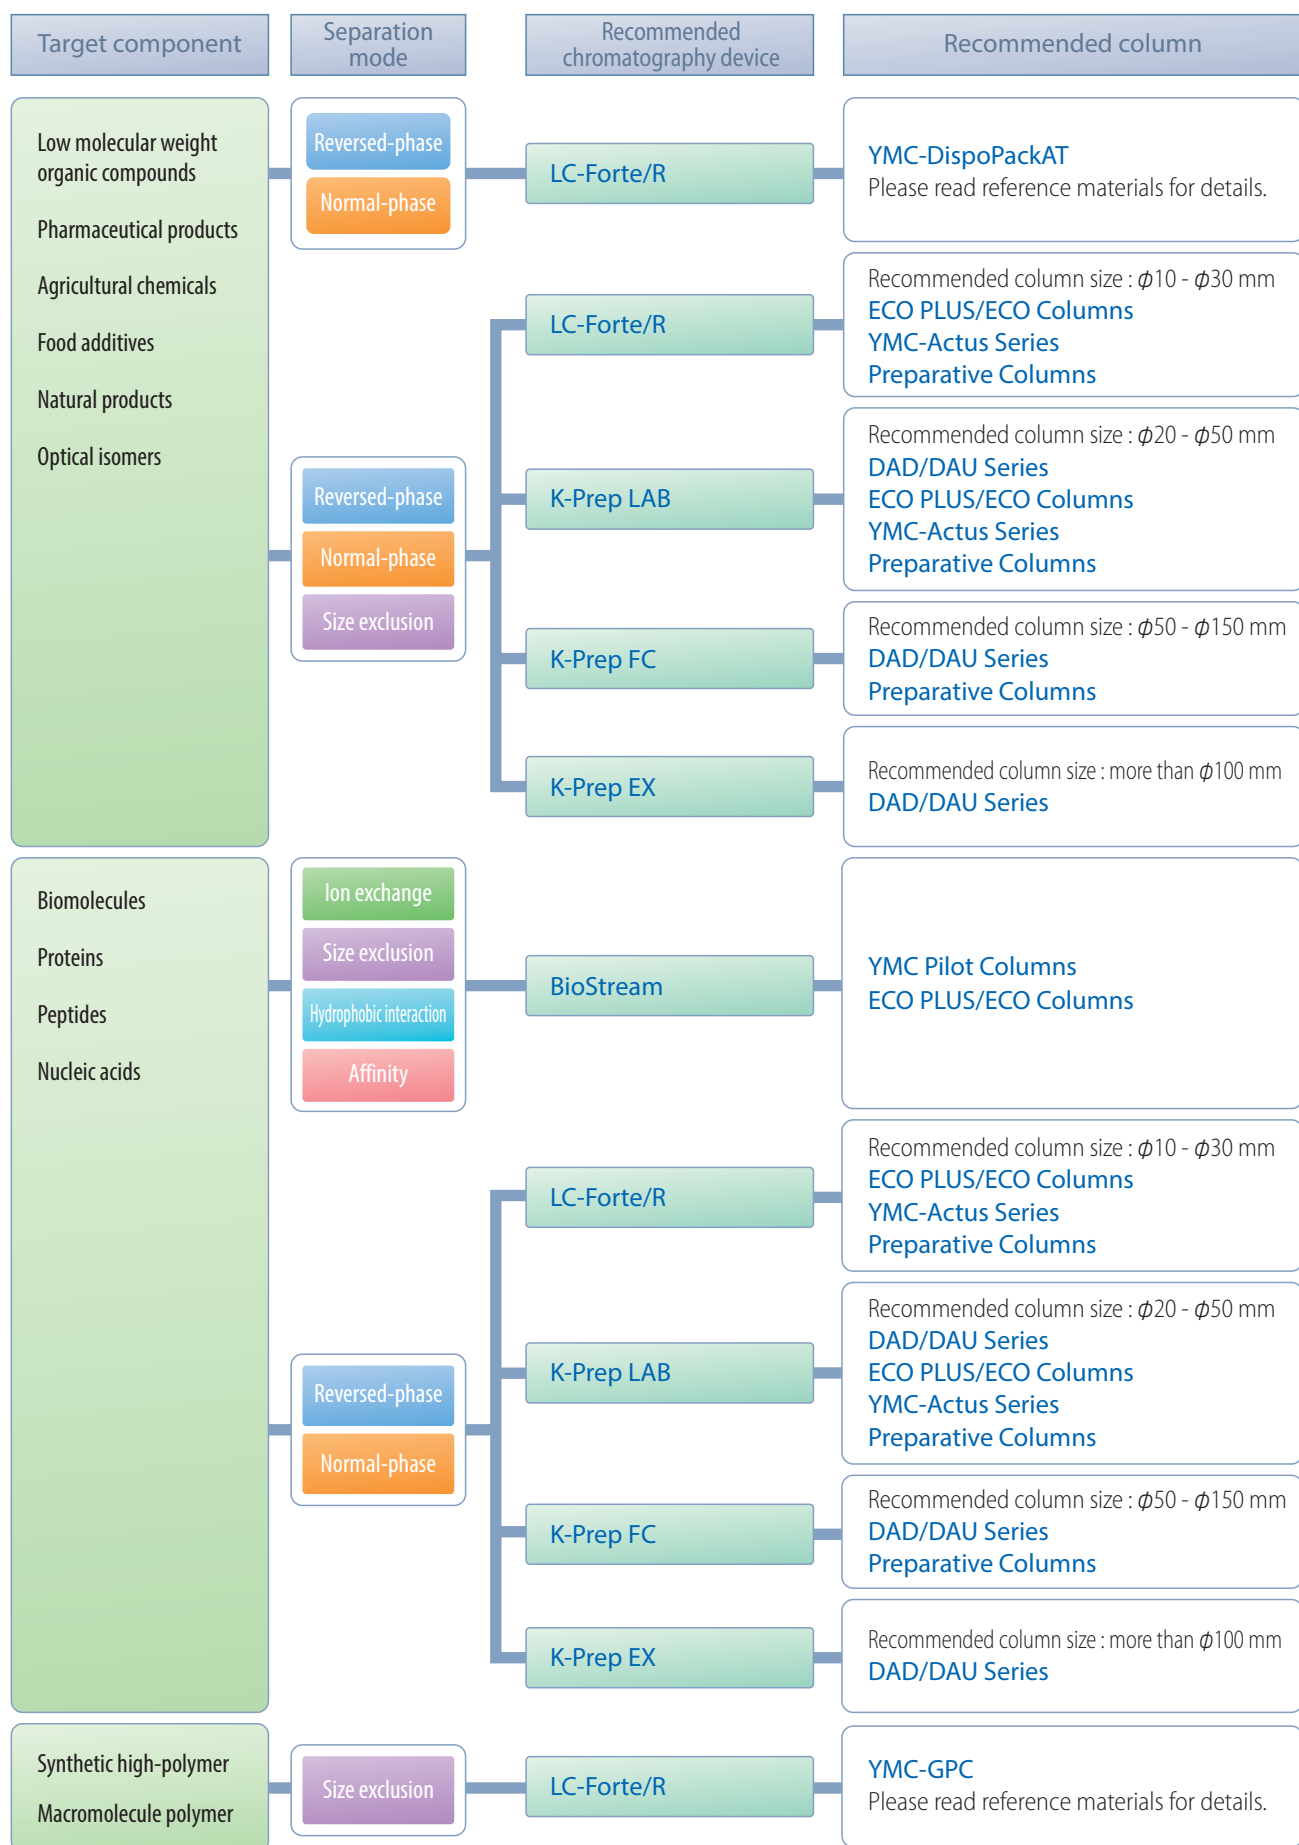 Target component
Separation
mode
Recommended
chromatography device
Recommended column
Low molecular weight
organic compounds
Pharmaceutical products
Agricultural chemicals
Food additives
Natural products
Optical isomers
Reversed-phase
Normal-phase
LC-Forte/R
YMC-DispoPackAT
Please read reference materials for details.
Reversed-phase
Normal-phase
Size exclusion
LC-Forte/R
Recommended column size : ϕ10 - ϕ30 mm
ECO PLUS/ECO Columns
YMC-Actus Series
Preparative Columns
K-Prep LAB
Recommended column size : ϕ20 - ϕ50 mm
DAD/DAU Series
ECO PLUS/ECO Columns
YMC-Actus Series
Preparative Columns
K-Prep FC
Recommended column size : ϕ50 - ϕ150 mm
DAD/DAU Series
Preparative Columns
K-Prep EX
Recommended column size : more than ϕ100 mm
DAD/DAU Series
Biomolecules
Proteins
Peptides
Nucleic acids
Ion exchange
Size exclusion
Hydrophobic interaction
Affinity
BioStream
YMC Pilot Columns
ECO PLUS/ECO Columns
Reversed-phase
Normal-phase
LC-Forte/R
Recommended column size : ϕ10 - ϕ30 mm
ECO PLUS/ECO Columns
YMC-Actus Series
Preparative Columns
K-Prep LAB
Recommended column size : ϕ20 - ϕ50 mm
DAD/DAU Series
ECO PLUS/ECO Columns
YMC-Actus Series
Preparative Columns
K-Prep FC
Recommended column size : ϕ50 - ϕ150 mm
DAD/DAU Series
Preparative Columns
K-Prep EX
Recommended column size : more than ϕ100 mm
DAD/DAU Series
Synthetic high-polymer
Macromolecule polymer
Size exclusion
LC-Forte/R
YMC-GPC
Please read reference materials for details.